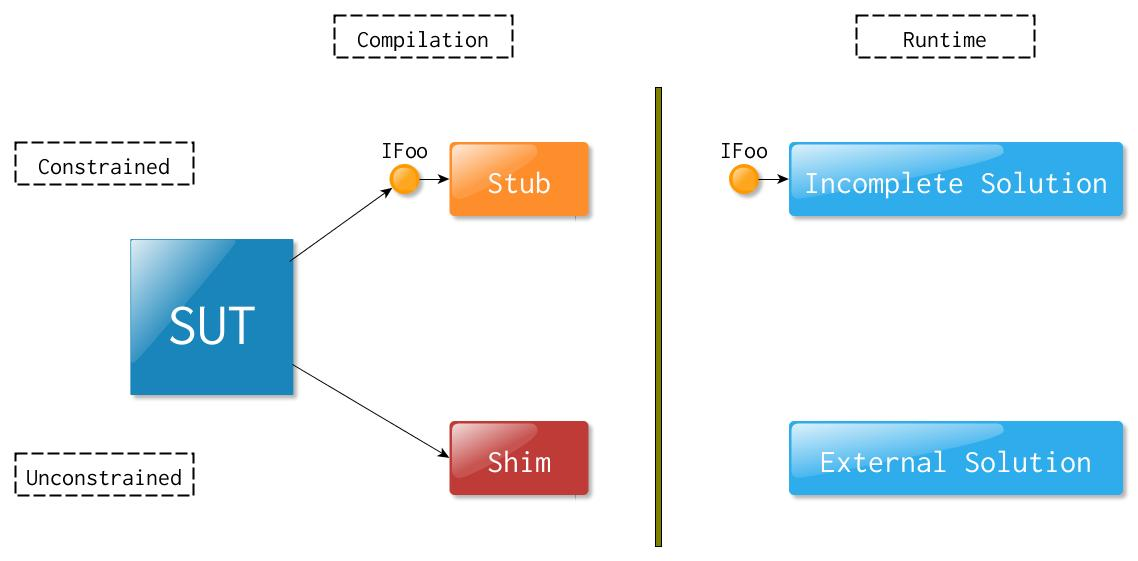 Compilation
Runtime
Constrained
IFoo
Stub
IFoo
Incomplete Solution
SUT
Unconstrained
Shim
External Solution